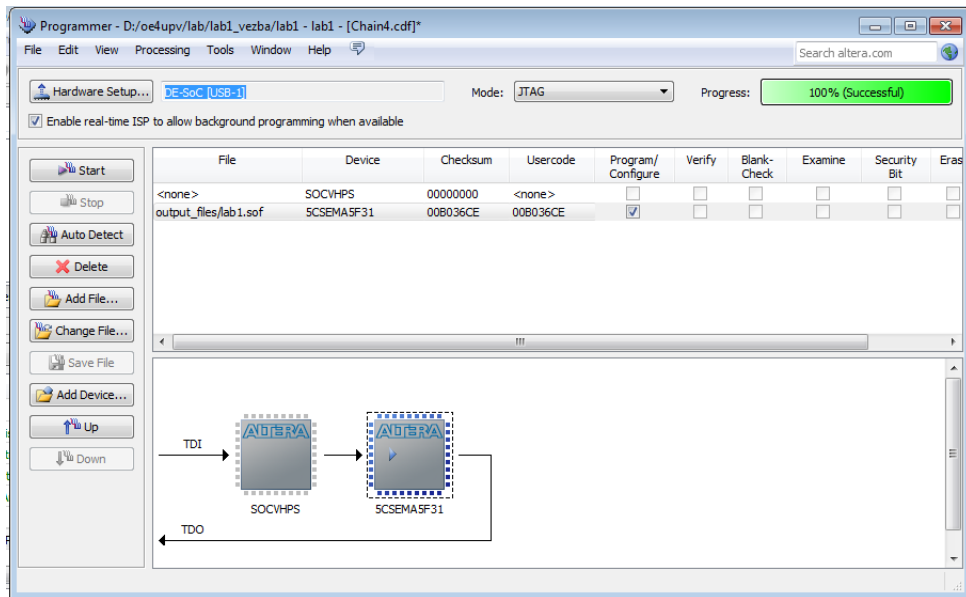 Programmer - D:/oe4upv/lab/lab1_vezba/lab1 - lab1 - [Chain4.cdf]*
File Edit View Processing Tools Window Help
Search altera.com
Hardware Setup...
DE-SoC [USB-1]
Mode:
JTAG
Progress:
100% (Successful)
Enable real-time ISP to allow background programming when available
Start
Stop
Auto Detect
Delete
Add File...
Change File...
Save File
Add Device...
Up
Down
File Device Checksum Usercode Program/ Verify Blank- Examine Security Eras
Configure Check Bit
<none> SOCVHPS 00000000 <none>
output_files/lab1.sof 5CSEMA5F31 00B036CE 00B036CE
TDI
ALTERA
ALTERA
SOCVHPS
5CSEMA5F31
TDO